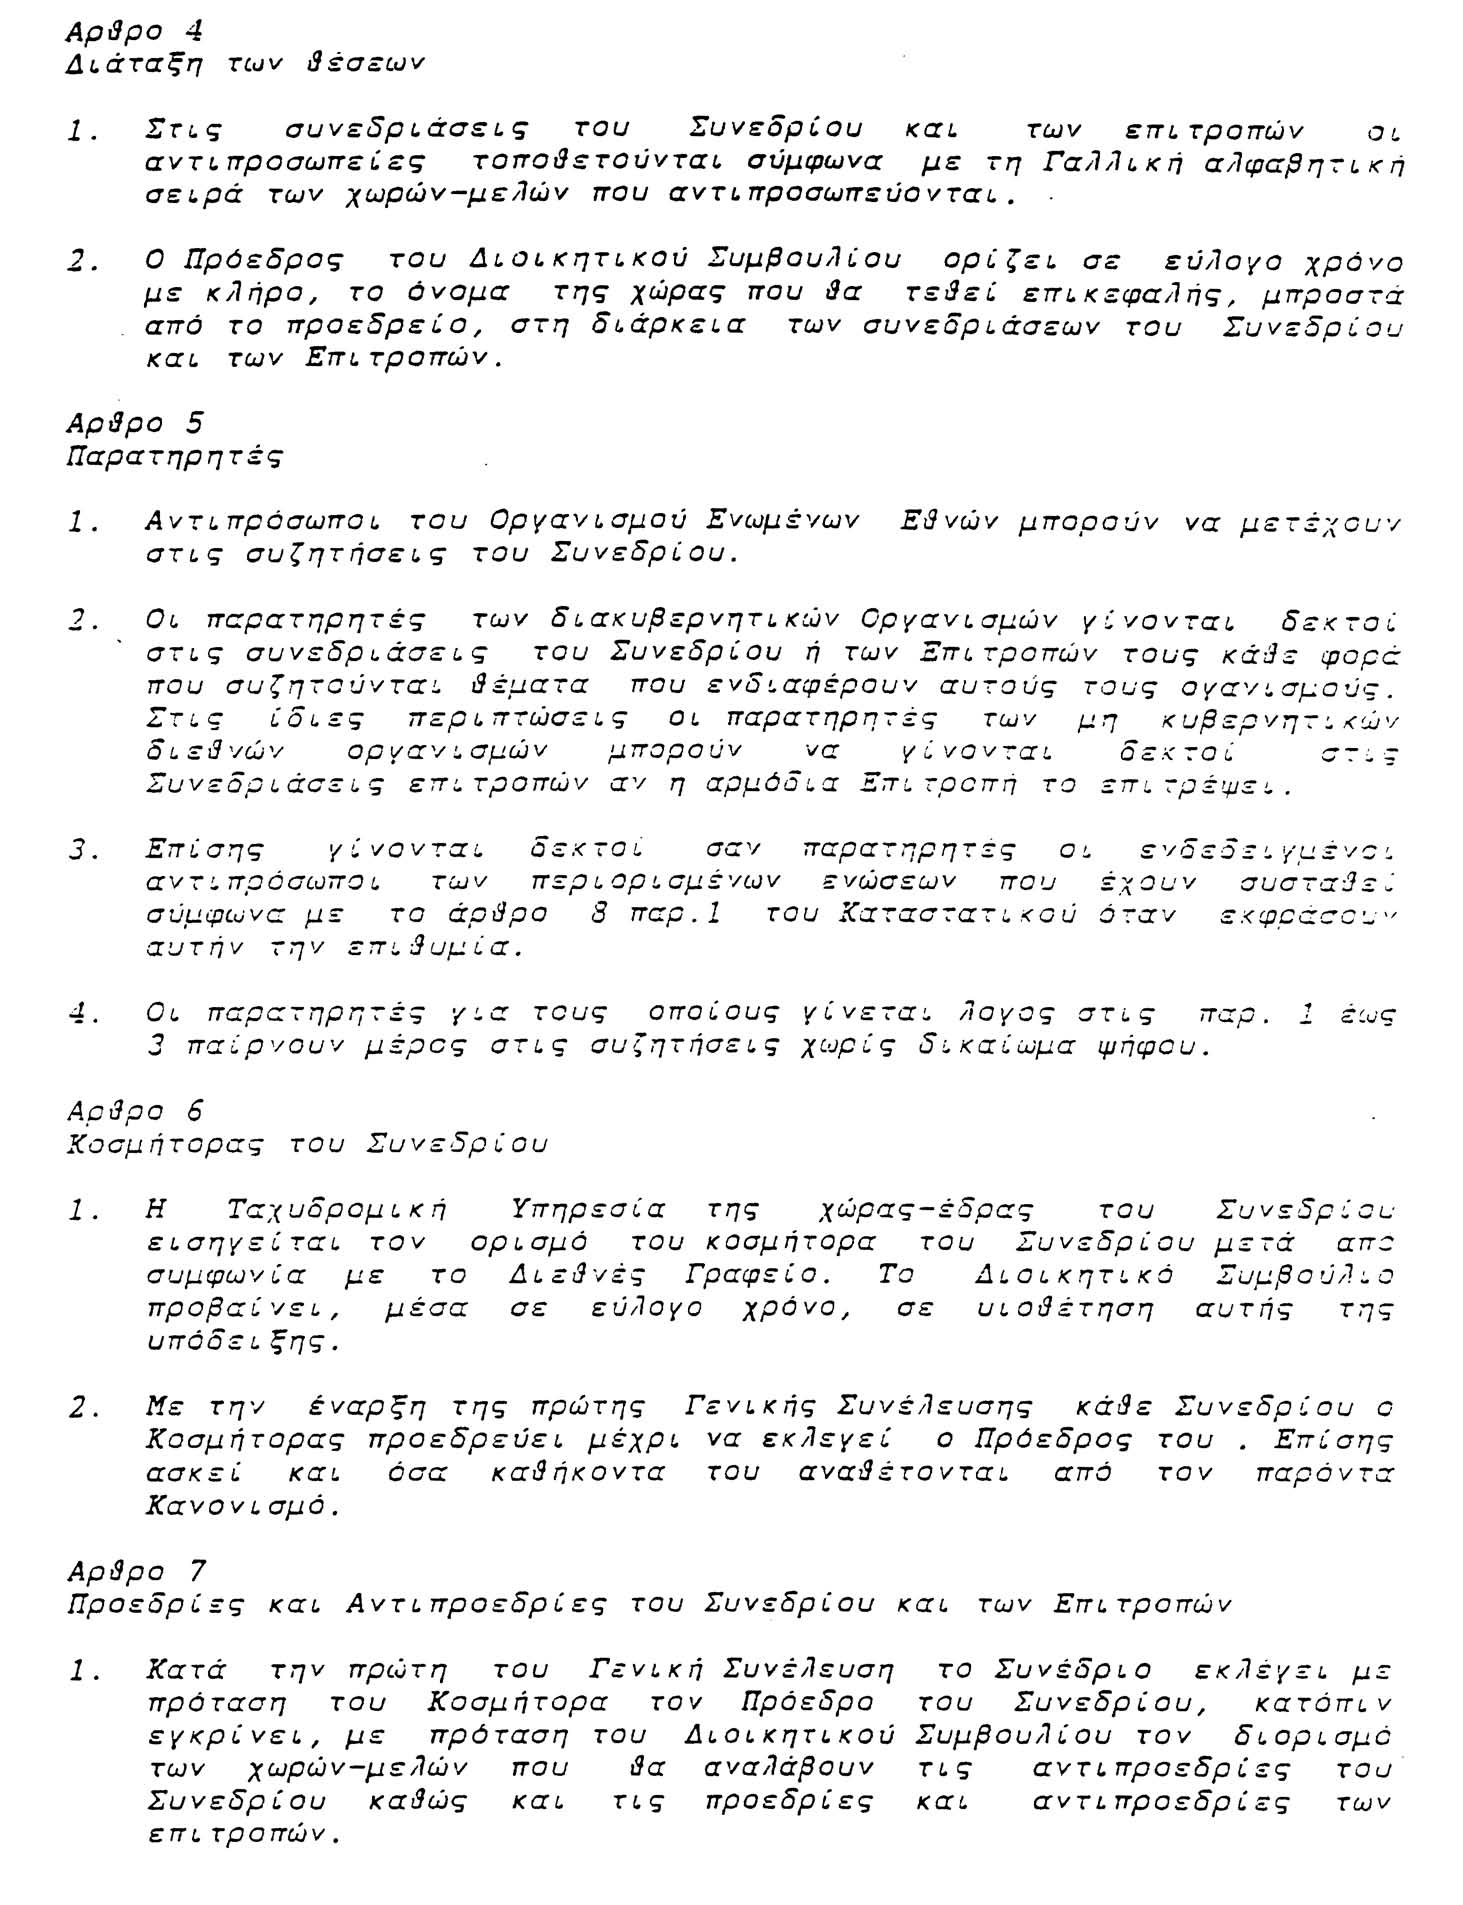 Αρθρο 4
Διάταξη των θέσεων
1. Στις συνεδριάσεις του Συνεδρίου και των επιτροπών οι
αντιπροσωπείες τοποθετούνται σύμφωνα με τη Γαλλική αλφαβητική
σειρά των χωρών-μελών που αντιπροσωπεύονται.
2. Ο Πρόεδρος του Διοικητικού Συμβουλίου ορίζει σε εύλογο χρόνο
με κλήρο, το όνομα της χώρας που θα τεθεί επικεφαλής, μπροστά
από το προεδρείο, στη διάρκεια των συνεδριάσεων του Συνεδρίου
και των Επιτροπών.
Αρθρο 5
Παρατηρητές
1. Αντιπρόσωποι του Οργανισμού Ενωμένων Εθνών μπορούν να μετέχουν
στις συζητήσεις του Συνεδρίου.
2. Οι παρατηρητές των διακυβερνητικών Οργανισμών γίνονται δεκτοί
στις συνεδριάσεις του Συνεδρίου ή των Επιτροπών τους κάθε φορά
που συζητούνται θέματα που ενδιαφέρουν αυτούς τους ογανισμούς.
Στις ίδιες περιπτώσεις οι παρατηρητές των μη κυβερνητικών
διεθνών οργανισμών μπορούν να γίνονται δεκτοί στις
Συνεδριάσεις επιτροπών αν η αρμόδια Επιτροπή το επιτρέψει.
3. Επίσης γίνονται δεκτοί σαν παρατηρητές οι ενδεδειγμένοι
αντιπρόσωποι των περιορισμένων ενώσεων που έχουν συσταθεί
σύμφωνα με το άρθρο 8 παρ.1 του Καταστατικού όταν εκφράσουν
αυτήν την επιθυμία.
4. Οι παρατηρητές για τους οποίους γίνεται λογος στις παρ. 1 έως
3 παίρνουν μέρος στις συζητήσεις χωρίς δικαίωμα ψήφου.
Αρθρο 6
Κοσμήτορας του Συνεδρίου
1. Η Ταχυδρομική Υπηρεσία της χώρας-έδρας του Συνεδρίου
εισηγείται τον ορισμό του κοσμήτορα του Συνεδρίου μετά από
συμφωνία με το Διεθνές Γραφείο. Το Διοικητικό Συμβούλιο
προβαίνει, μέσα σε εύλογο χρόνο, σε υιοθέτηση αυτής της
υπόδειξης.
2. Με την έναρξη της πρώτης Γενικής Συνέλευσης κάθε Συνεδρίου ο
Κοσμήτορας προεδρεύει μέχρι να εκλεγεί ο Πρόεδρος του . Επίσης
ασκεί και όσα καθήκοντα του αναθέτονται από τον παρόντα
Κανονισμό.
Αρθρο 7
Προεδρίες και Αντιπροεδρίες του Συνεδρίου και των Επιτροπών
1. Κατά την πρώτη του Γενική Συνέλευση το Συνέδριο εκλέγει με
πρόταση του Κοσμήτορα τον Πρόεδρο του Συνεδρίου, κατόπιν
εγκρίνει, με πρόταση του Διοικητικού Συμβουλίου τον διορισμό
των χωρών-μελών που θα αναλάβουν τις αντιπροεδρίες του
Συνεδρίου καθώς και τις προεδρίες και αντιπροεδρίες των
επιτροπών.